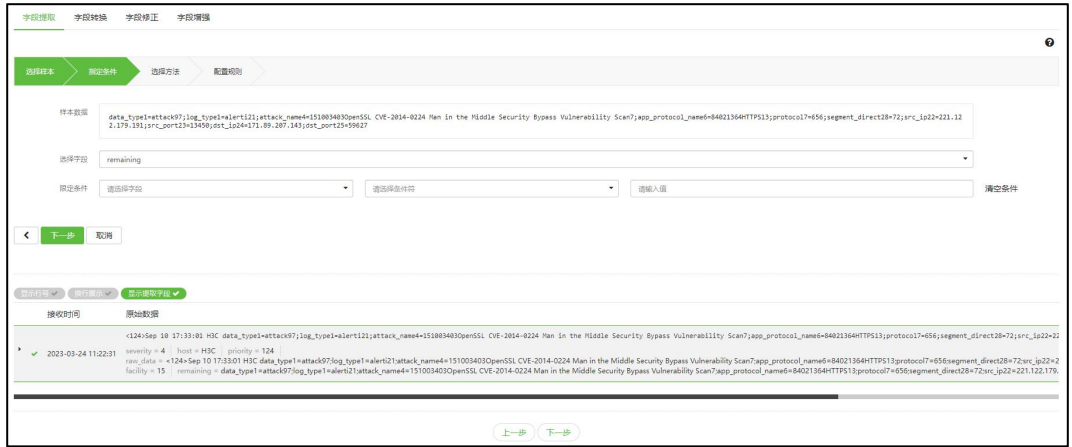 字段提取 字段转换 字段修正 字段增强
选择样本 限定条件 选择方法 配置规则
样本数据
data_type1=attack97;log_type1=alerti21;attack_name4=151003403OpenSSL CVE-2014-0224 Man in the Middle Security Bypass Vulnerability Scan7;app_protocol_name6=84021364HTTPS13;protocol7=656;segment_direct28=72;src_ip22=221.12
2.179.191;src_port23=13450;dst_ip24=171.89.207.143;dst_port25=59627
选择字段 remaining
限定条件 请选择字段 请选择条件符 请输入值 清空条件
下一步 取消
显示行号 换行显示 显示提取字段
接收时间 原始数据
<124>Sep 10 17:33:01 H3C data_type1=attack97;log_type1=alerti21;attack_name4=151003403OpenSSL CVE-2014-0224 Man in the Middle Security Bypass Vulnerability Scan7;app_protocol_name6=84021364HTTPS13;protocol7=656;segment_direct28=72;src_ip22=22
2023-03-24 11:22:31 severity = 4 host = H3C priority = 124
raw_data = <124>Sep 10 17:33:01 H3C data_type1=attack97;log_type1=alerti21;attack_name4=151003403OpenSSL CVE-2014-0224 Man in the Middle Security Bypass Vulnerability Scan7;app_protocol_name6=84021364HTTPS13;protocol7=656;segment_direct28=72;src_ip22=2
facility = 15 remaining = data_type1=attack97;log_type1=alerti21;attack_name4=151003403OpenSSL CVE-2014-0224 Man in the Middle Security Bypass Vulnerability Scan7;app_protocol_name6=84021364HTTPS13;protocol7=656;segment_direct28=72;src_ip22=221.122.179.
上一步 下一步